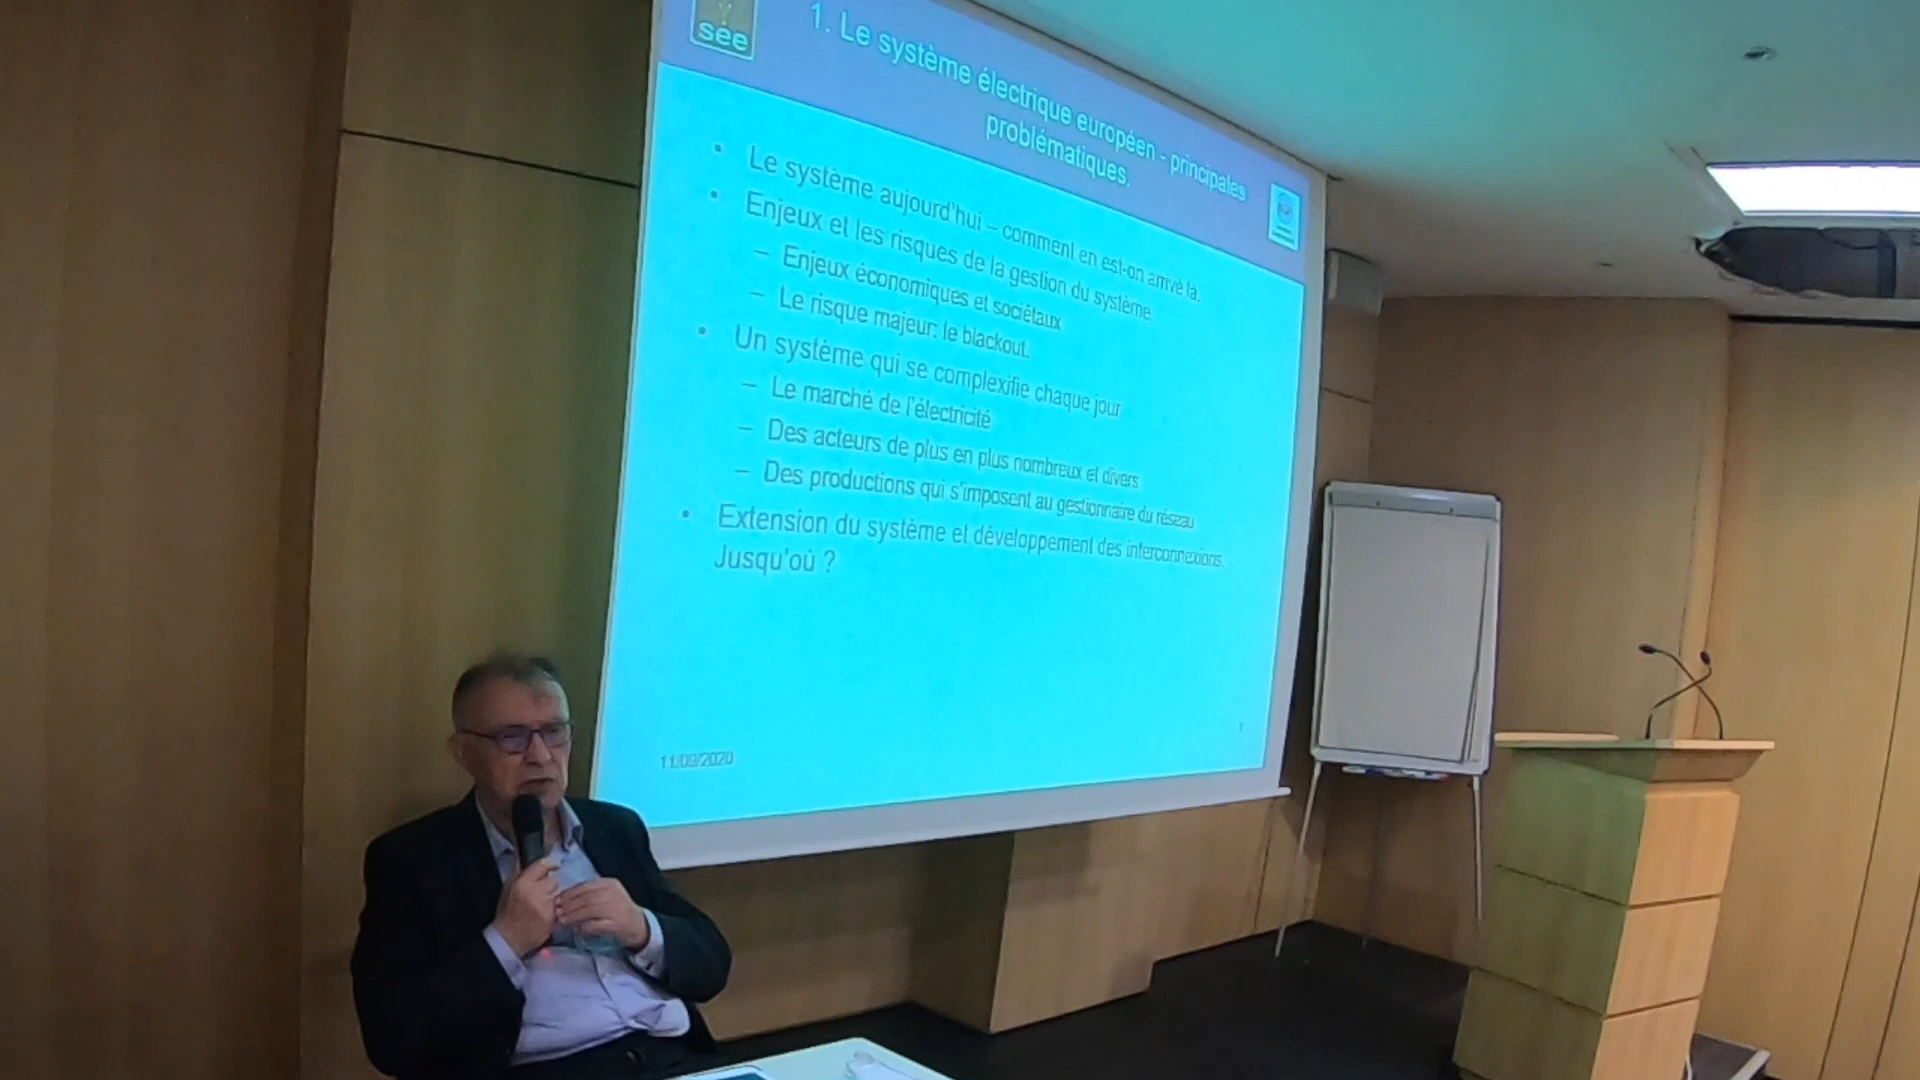 see
1. Le système électrique européen - principales
problématiques.
• Le système aujourd'hui – comment en est-on arrivé là.
• Enjeux et les risques de la gestion du système.
– Enjeux économiques et sociétaux
– Le risque majeur: le blackout.
• Un système qui se complexifie chaque jour
– Le marché de l'électricité
– Des acteurs de plus en plus nombreux et divers
– Des productions qui s'imposent au gestionnaire du réseau
• Extension du système et développement des interconnexions.
Jusqu'où ?
11/09/2020